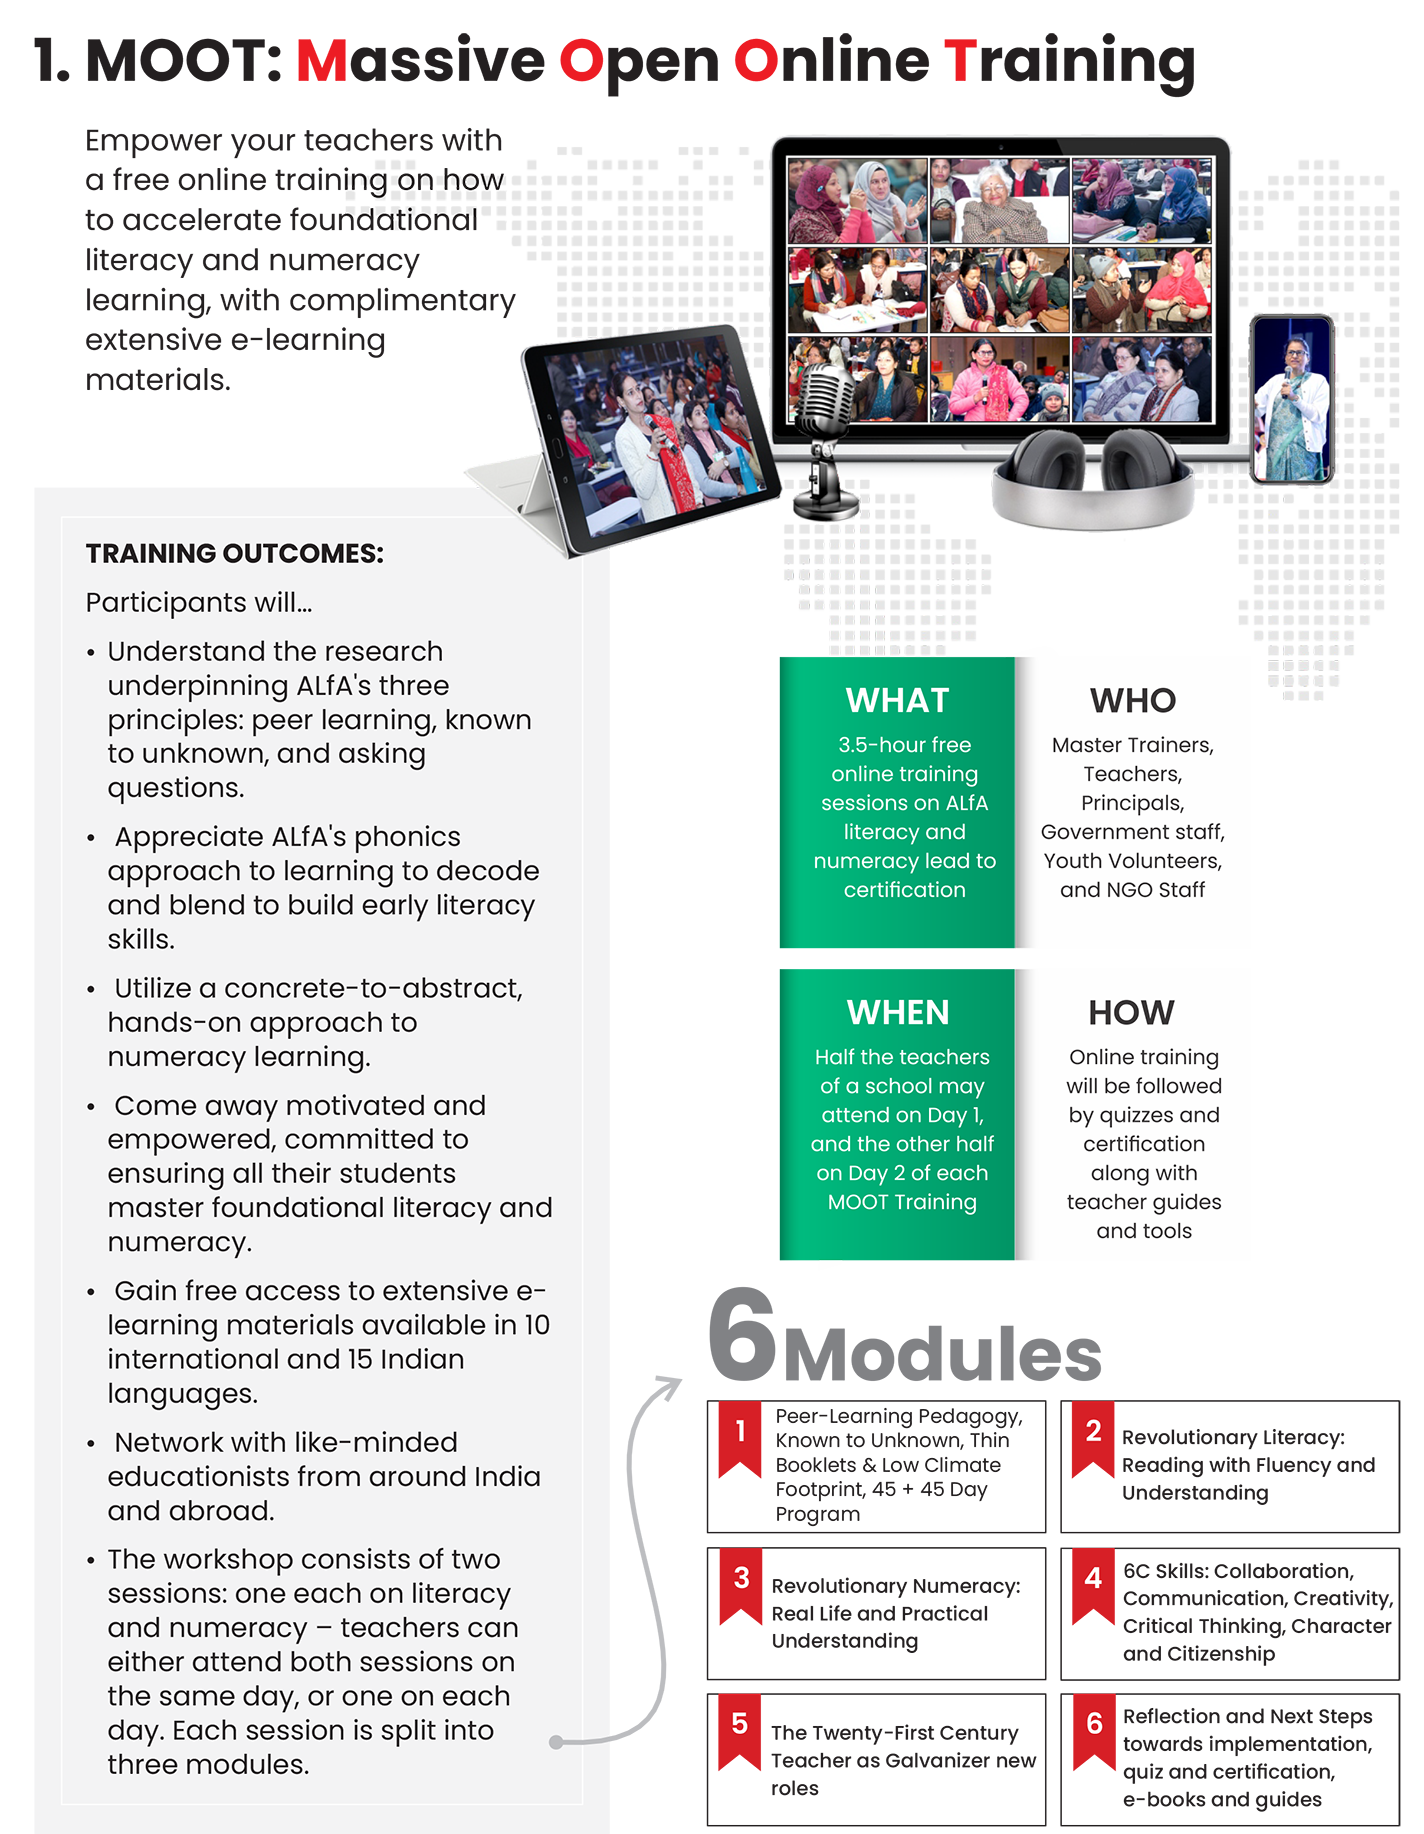 1. MOOT: Massive Open Online Training
Empower your teachers with
a free online training on how
to accelerate foundational
literacy and numeracy
learning, with complimentary
extensive e-learning
materials.
TRAINING OUTCOMES:
Participants will...
• Understand the research
underpinning ALfA's three
principles: peer learning, known
to unknown, and asking
questions.
• Appreciate ALfA's phonics
approach to learning to decode
and blend to build early literacy
skills.
• Utilize a concrete-to-abstract,
hands-on approach to
numeracy learning.
• Come away motivated and
empowered, committed to
ensuring all their students
master foundational literacy and
numeracy.
• Gain free access to extensive e-
learning materials available in 10
international and 15 Indian
languages.
• Network with like-minded
educationists from around India
and abroad.
• The workshop consists of two
sessions: one each on literacy
and numeracy – teachers can
either attend both sessions on
the same day, or one on each
day. Each session is split into
three modules.
WHAT
3.5-hour free
online training
sessions on ALfA
literacy and
numeracy lead to
certification
WHO
Master Trainers,
Teachers,
Principals,
Government staff,
Youth Volunteers,
and NGO Staff
WHEN
Half the teachers
of a school may
attend on Day 1,
and the other half
on Day 2 of each
MOOT Training
HOW
Online training
will be followed
by quizzes and
certification
along with
teacher guides
and tools
6 Modules
1
Peer-Learning Pedagogy,
Known to Unknown, Thin
Booklets & Low Climate
Footprint, 45 + 45 Day
Program
2
Revolutionary Literacy:
Reading with Fluency and
Understanding
3
Revolutionary Numeracy:
Real Life and Practical
Understanding
4
6C Skills: Collaboration,
Communication, Creativity,
Critical Thinking, Character
and Citizenship
5
The Twenty-First Century
Teacher as Galvanizer new
roles
6
Reflection and Next Steps
towards implementation,
quiz and certification,
e-books and guides